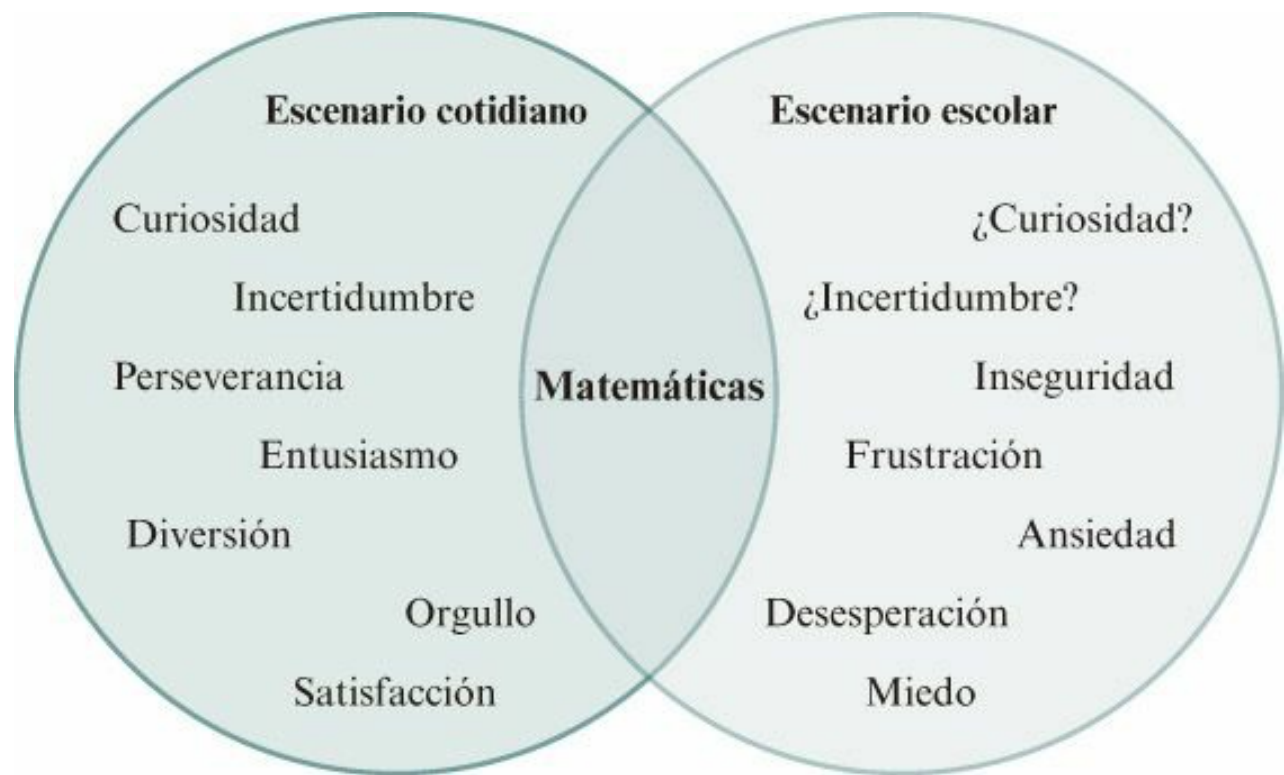 Escenario cotidiano
Curiosidad
Incertidumbre
Perseverancia
Entusiasmo
Diversión
Orgullo
Satisfacción
Matemáticas
Escenario escolar
¿Curiosidad?
¿Incertidumbre?
Inseguridad
Frustración
Ansiedad
Desesperación
Miedo